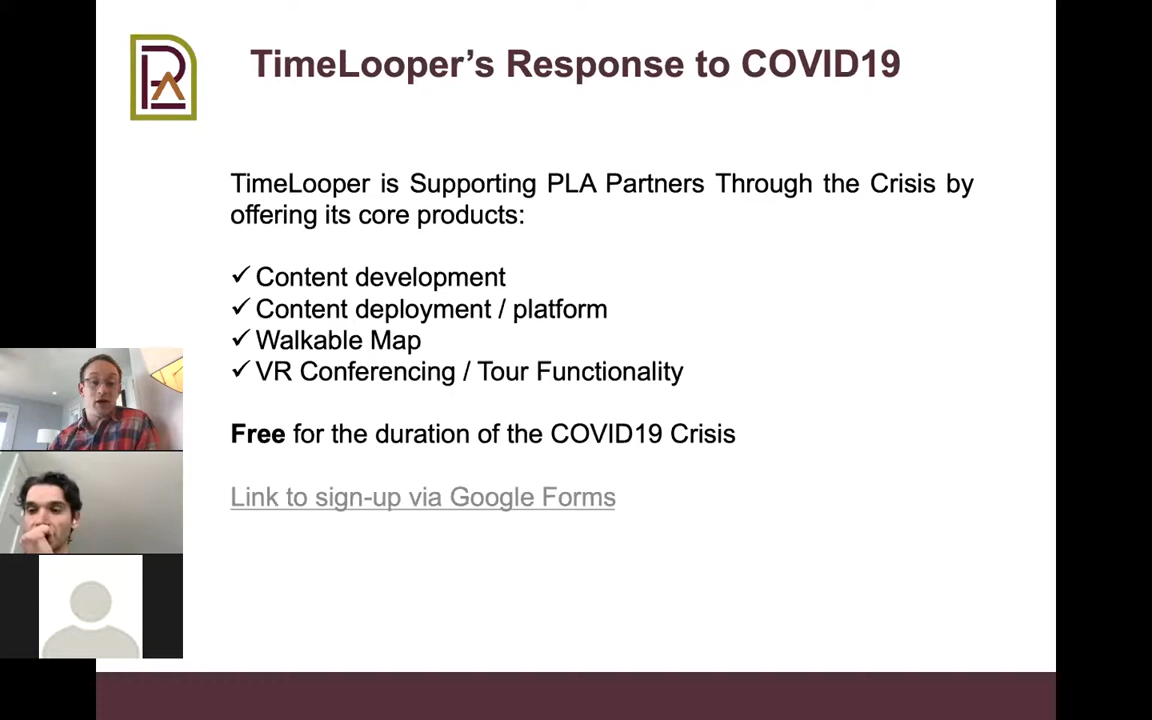 TimeLooper's Response to COVID19
TimeLooper is Supporting PLA Partners Through the Crisis by
offering its core products:
✓ Content development
✓ Content deployment / platform
✓ Walkable Map
✓ VR Conferencing / Tour Functionality
Free for the duration of the COVID19 Crisis
Link to sign-up via Google Forms